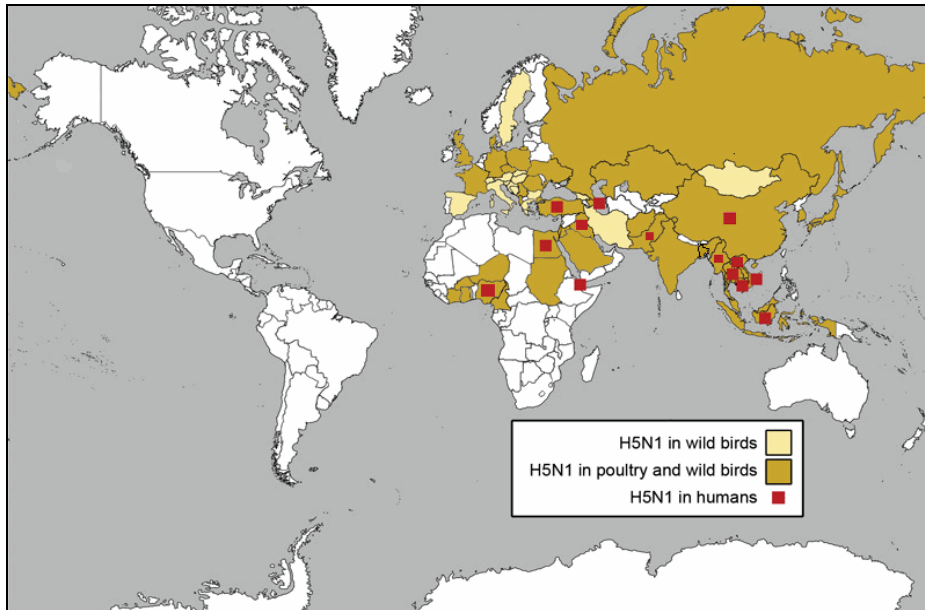 H5N1 in wild birds
H5N1 in poultry and wild birds
H5N1 in humans